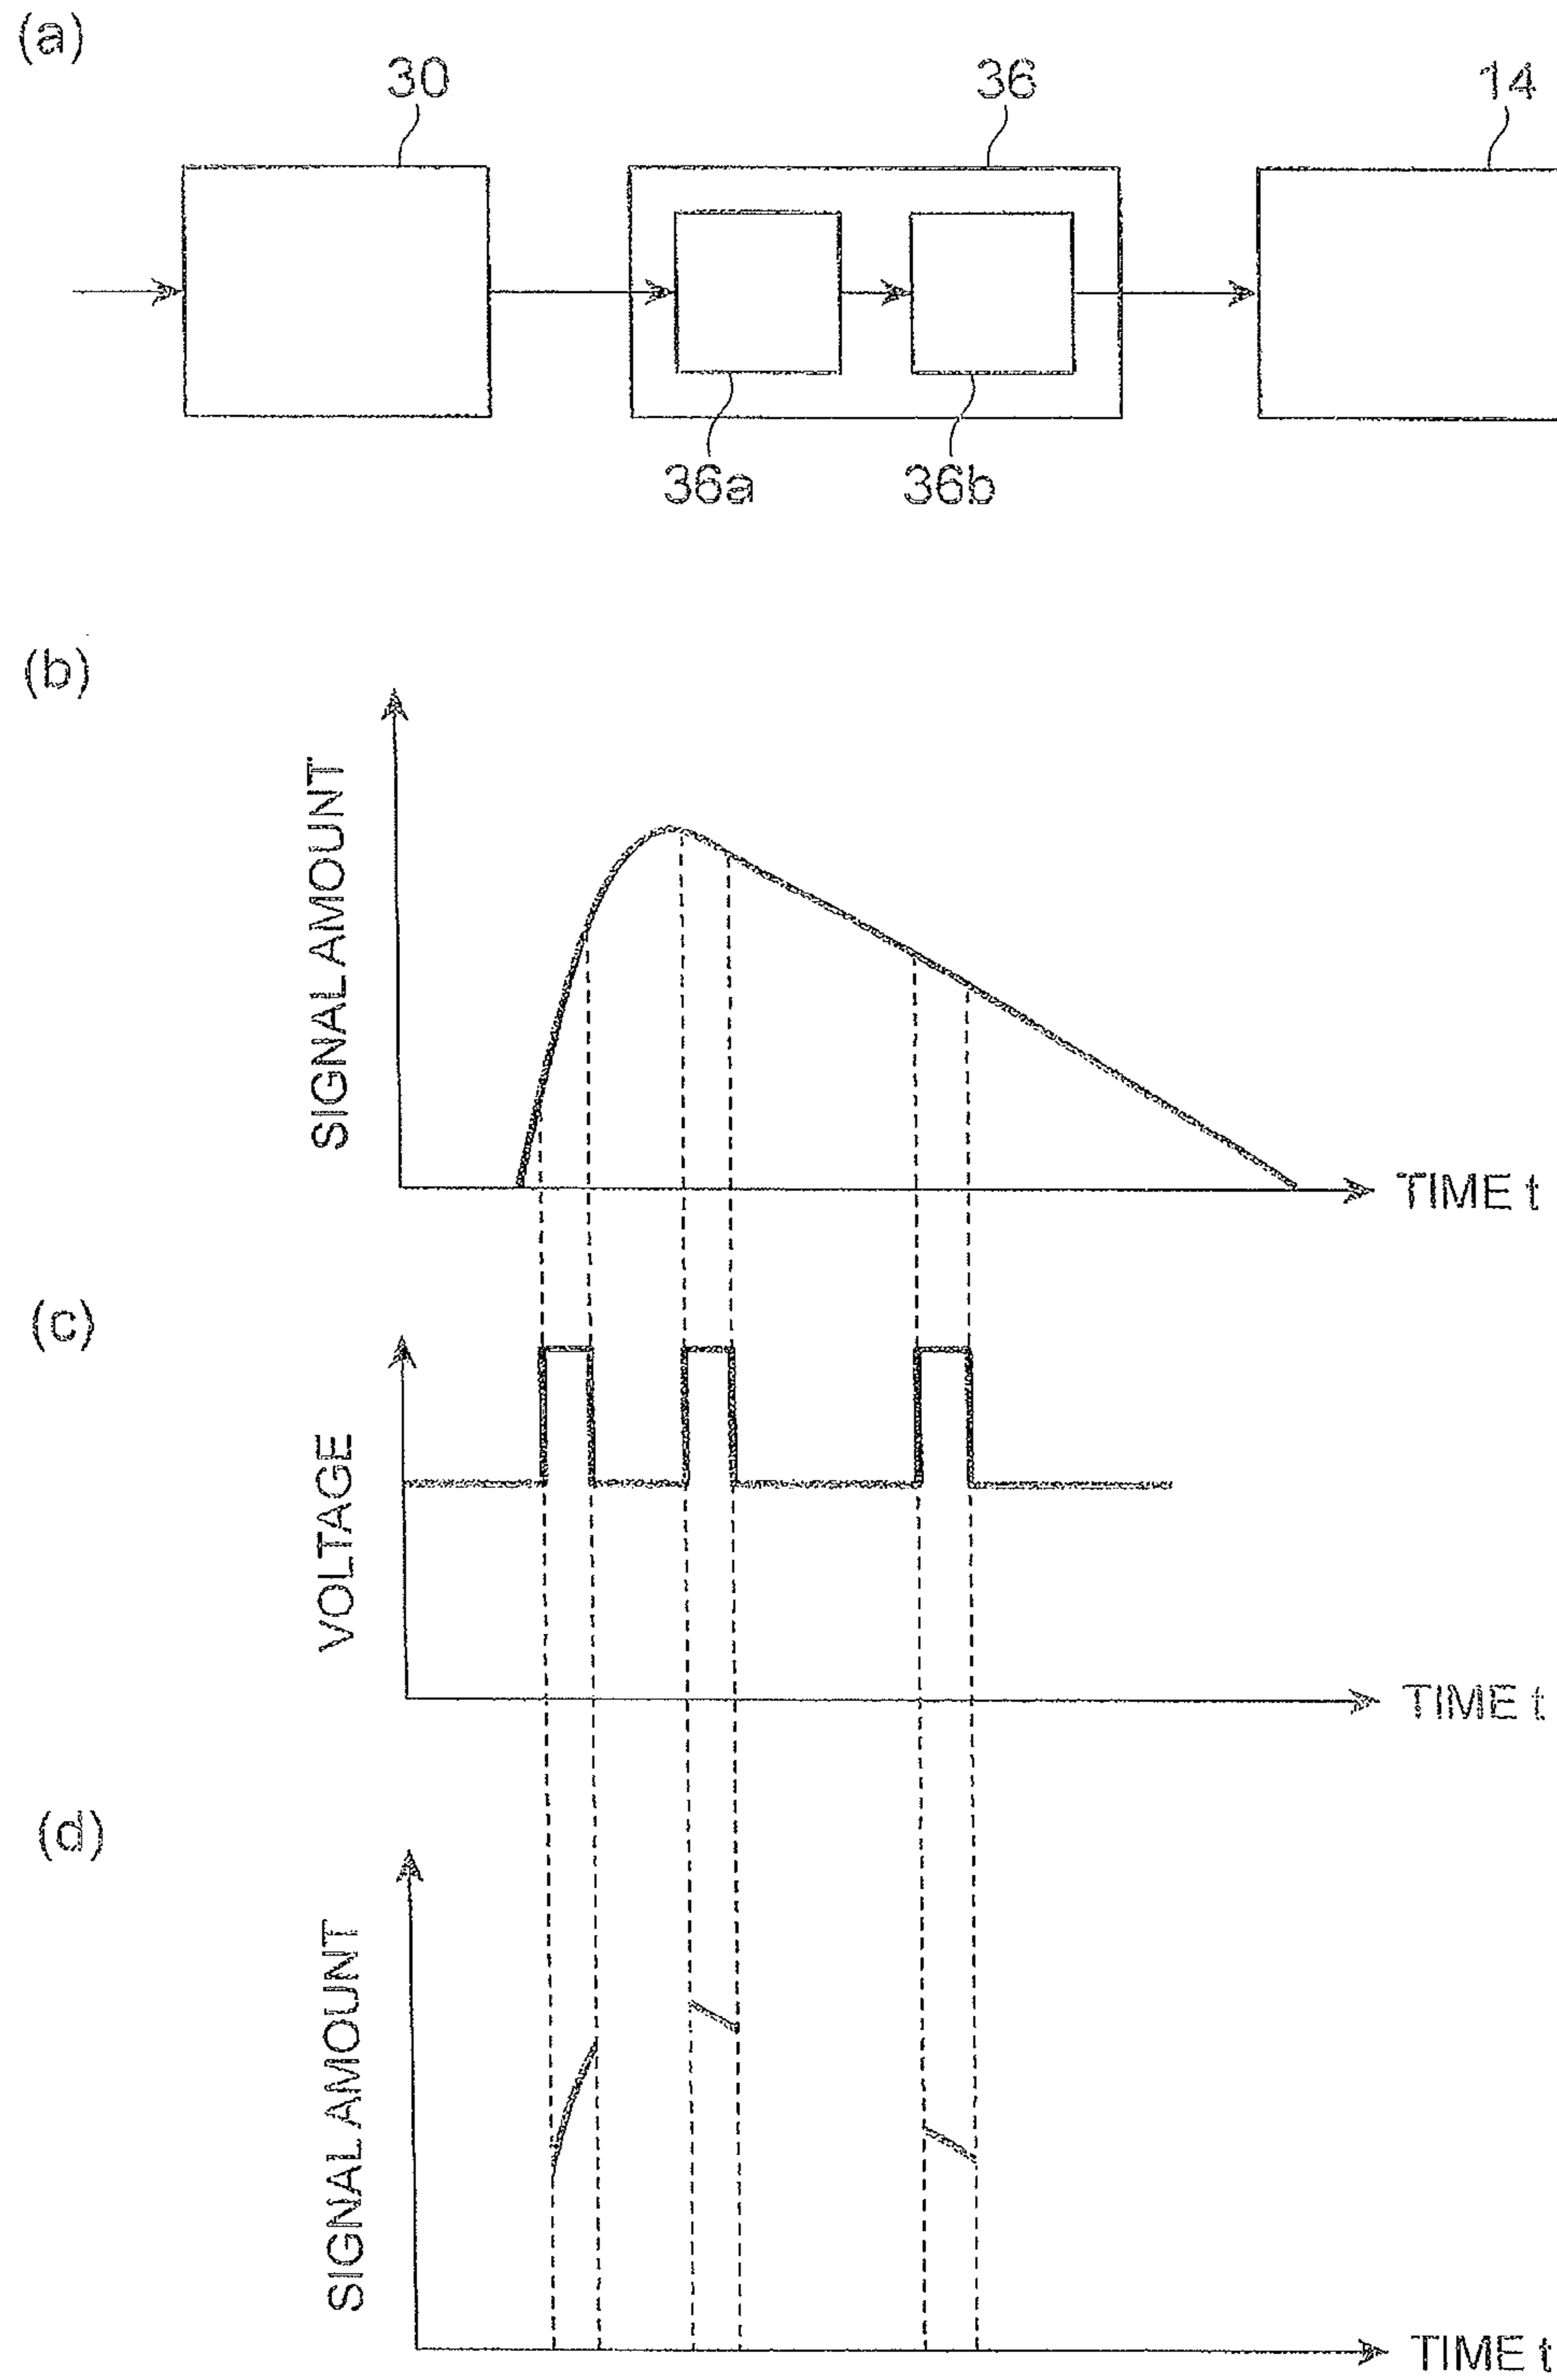 (a)
30
36
14
36a
36b
(b)
SIGNAL AMOUNT
TIME t
(c)
VOLTAGE
TIME t
(d)
SIGNAL AMOUNT
TIME t